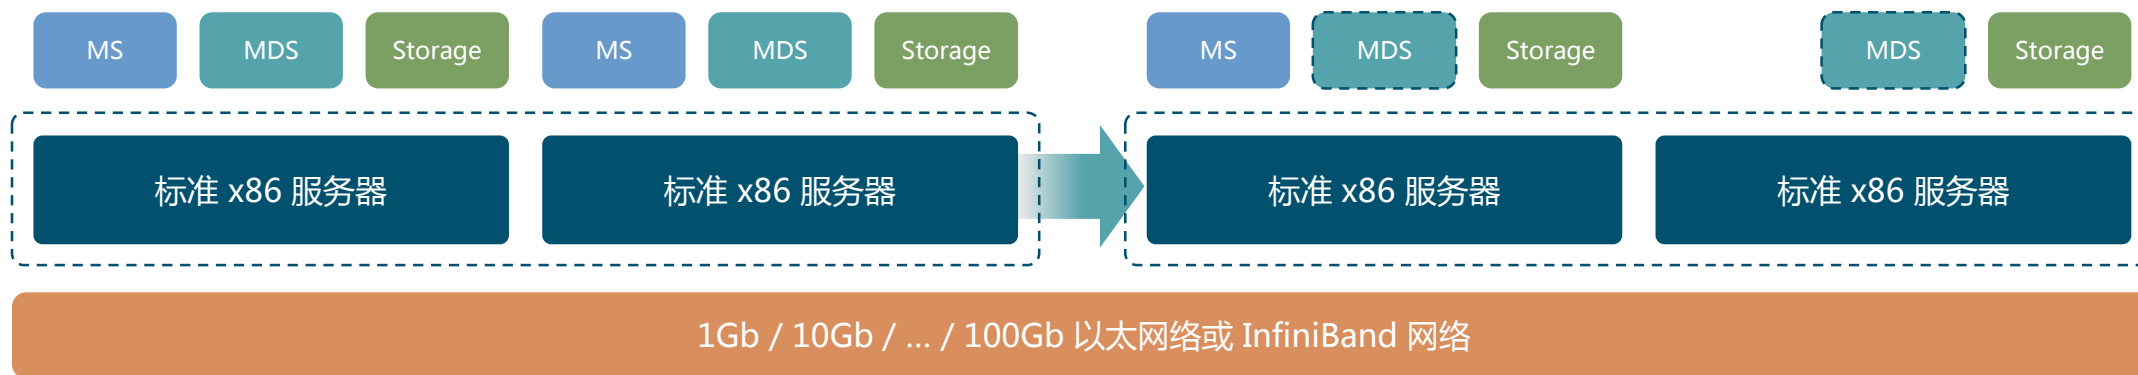 MS MDS Storage MS MDS Storage MS MDS Storage MDS Storage
标准 x86 服务器 标准 x86 服务器 标准 x86 服务器 标准 x86 服务器
1Gb / 10Gb / ... / 100Gb 以太网络或 InfiniBand 网络